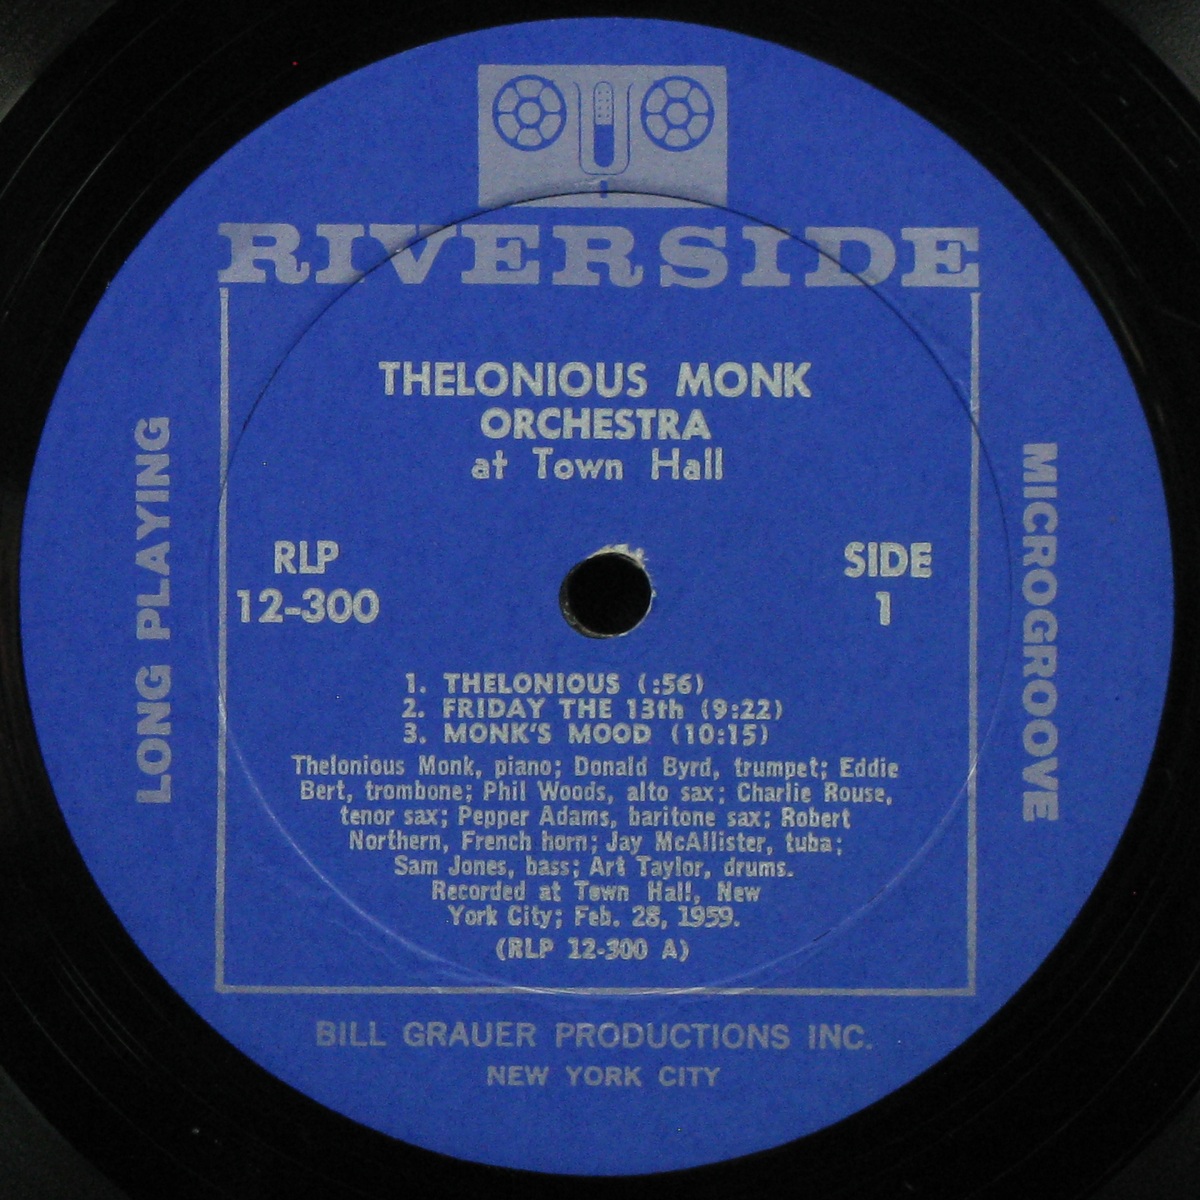 RIVERSIDE
THELONIOUS MONK
ORCHESTRA
at Town Hall
LONG PLAYING
MICROGROOVE
RLP
12-300
SIDE
1
1. THELONIOUS (:56)
2. FRIDAY THE 13th (9:22)
3. MONK'S MOOD (10:15)
Thelonious Monk, piano; Donald Byrd, trumpet; Eddie
Bert, trombone; Phil Woods, alto sax; Charlie Rouse,
tenor sax; Pepper Adams, baritone sax; Robert
Northern, French horn; Jay McAllister, tuba;
Sam Jones, bass; Art Taylor, drums.
Recorded at Town Hall, New
York City; Feb. 28, 1959.
(RLP 12-300 A)
BILL GRAUER PRODUCTIONS INC.
NEW YORK CITY